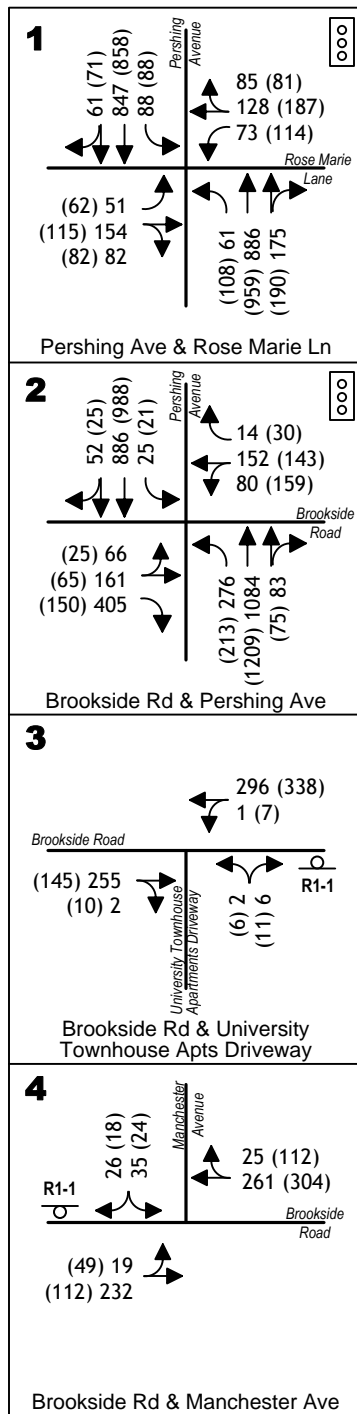 1
Pershing
Avenue
61 (71)
847 (858)
88 (88)
85 (81)
128 (187)
73 (114)
Rose Marie
Lane
(62) 51
(115) 154
(82) 82
(108) 61
(959) 886
(190) 175
Pershing Ave & Rose Marie Ln
2
Pershing
Avenue
52 (25)
886 (988)
25 (21)
14 (30)
152 (143)
80 (159)
Brookside
Road
(25) 66
(65) 161
(150) 405
(213) 276
(1209) 1084
(75) 83
Brookside Rd & Pershing Ave
3
296 (338)
1 (7)
Brookside Road
(145) 255
(10) 2
University Townhouse
Apartments Driveway
(6) 2
(11) 6
R1-1
Brookside Rd & University
Townhouse Apts Driveway
4
Manchester
Avenue
26 (18)
35 (24)
25 (112)
261 (304)
R1-1
Brookside
Road
(49) 19
(112) 232
Brookside Rd & Manchester Ave